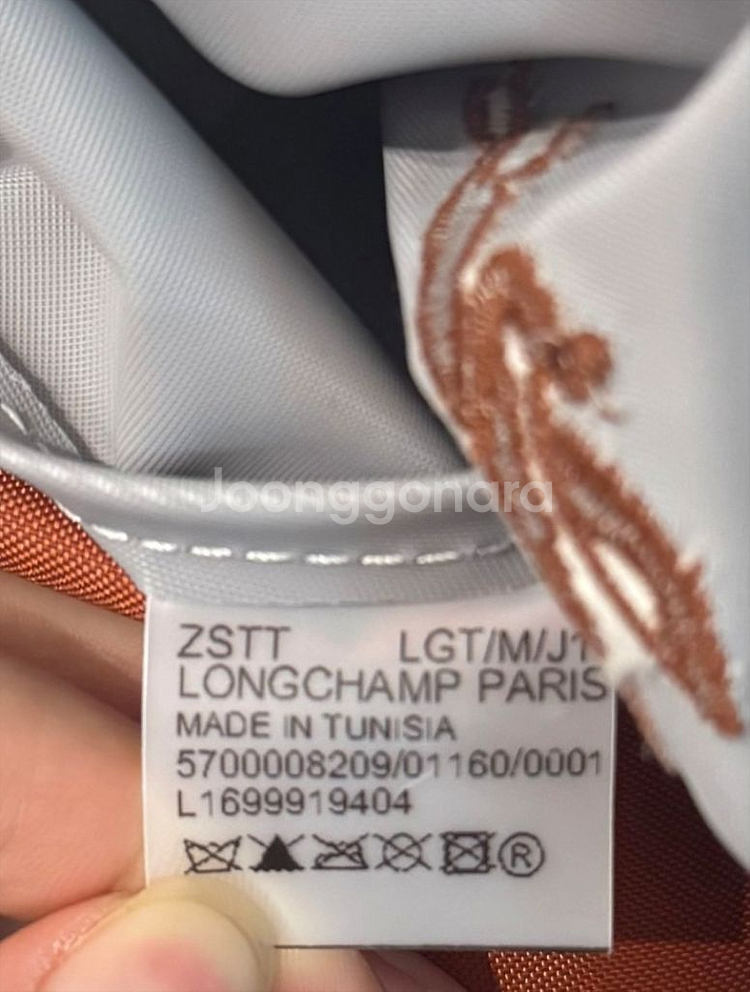 Joonggonara
ZSTT LGT/M/J1
LONGCHAMP PARIS
MADE IN TUNISIA
5700008209/01160/0001
L1699919404
®